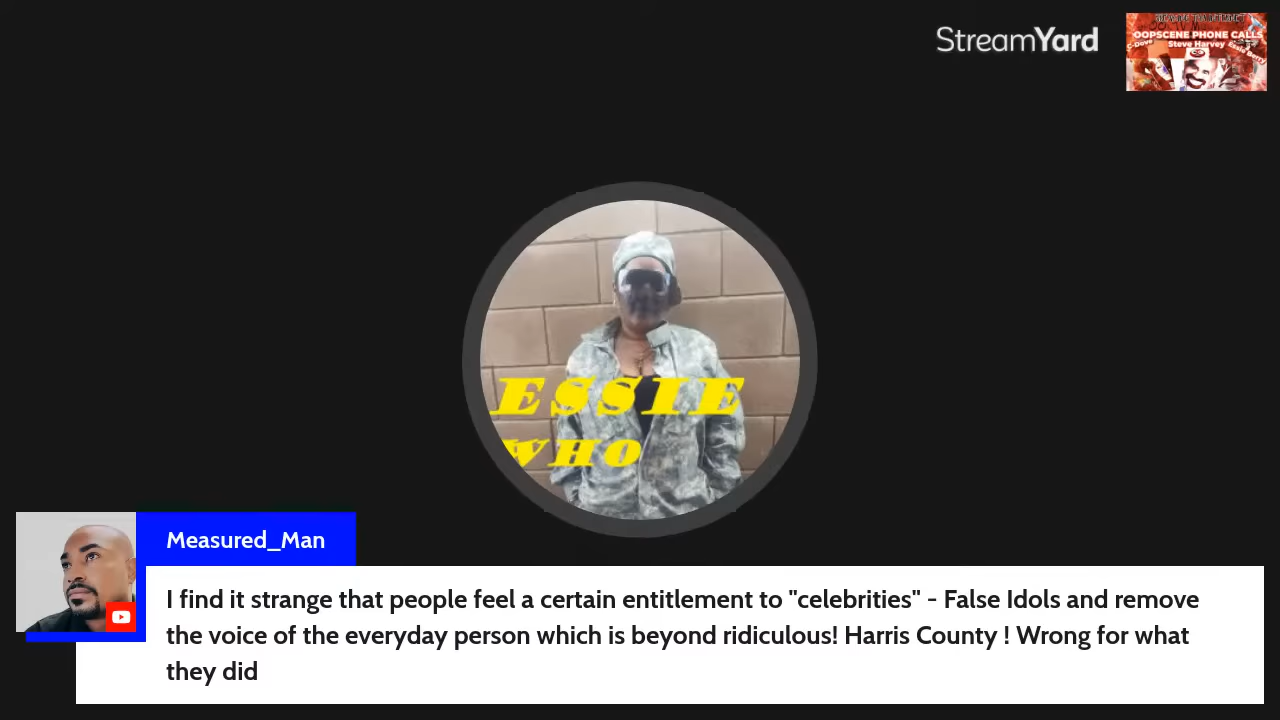 StreamYard
OOPSCENE PHONE CALLS
Steve Harvey
Essie Berry
ESSIE
WHO
Measured_Man
I find it strange that people feel a certain entitlement to "celebrities" - False Idols and remove
the voice of the everyday person which is beyond ridiculous! Harris County ! Wrong for what
they did